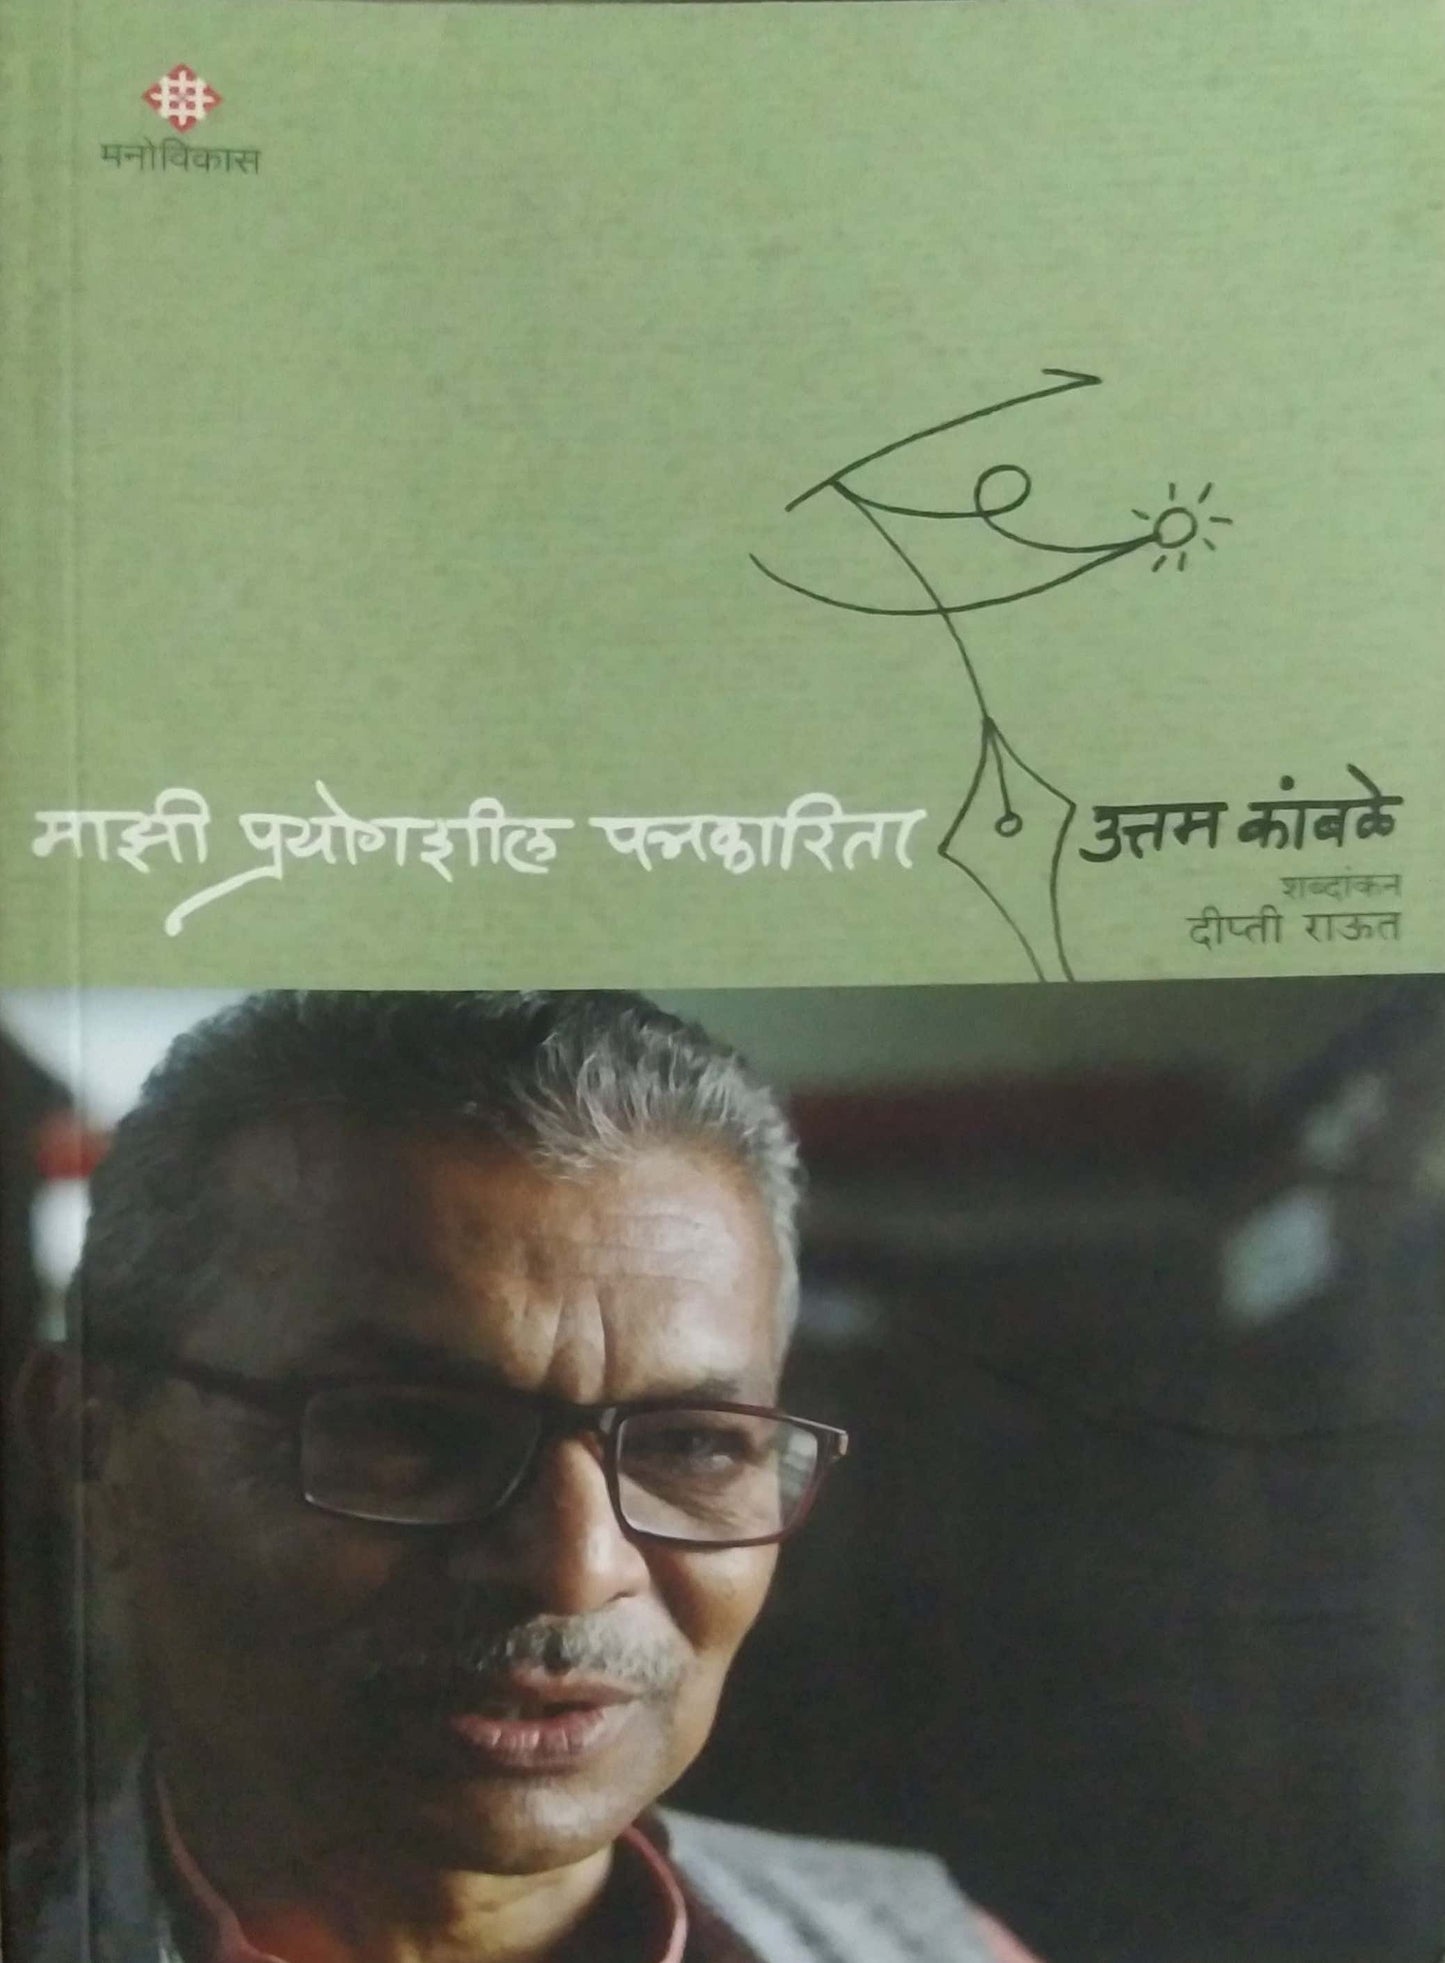 मनोविकास
माझी प्रयोगशील पत्रकारिता
उत्तम कांबळे
शब्दांकन
दीप्ती राऊत